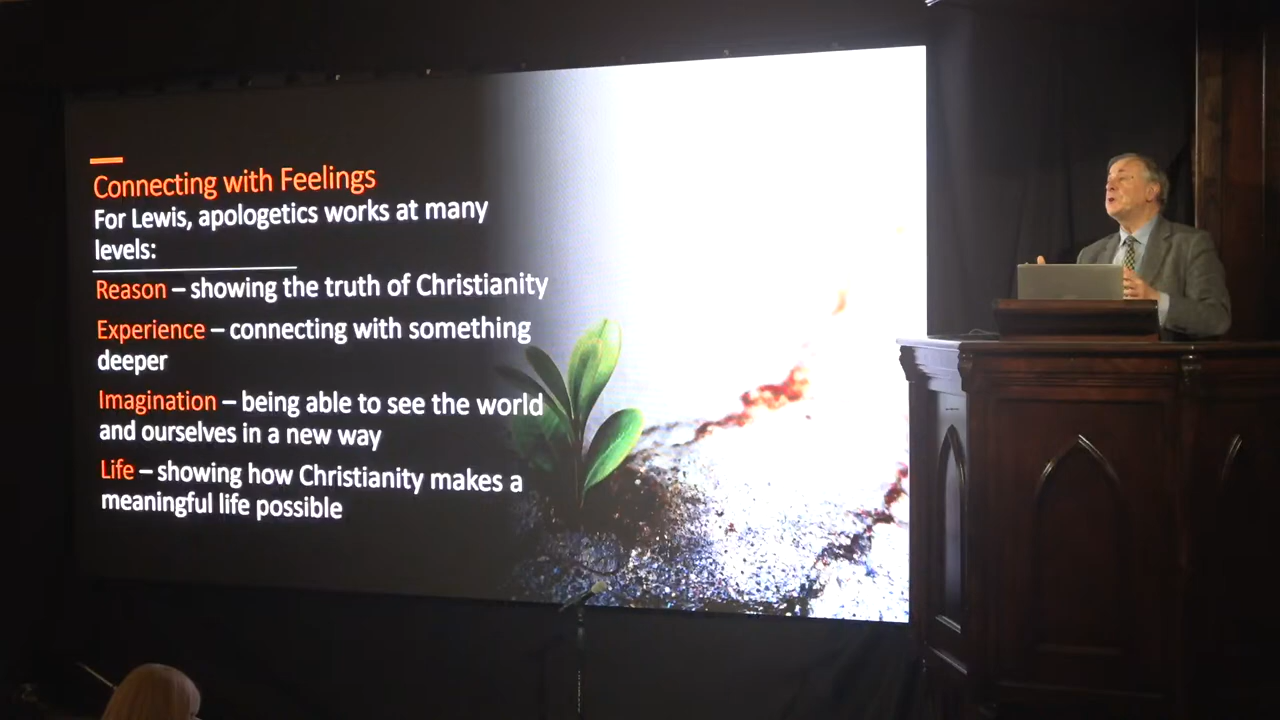 Connecting with Feelings
For Lewis, apologetics works at many
levels:
Reason – showing the truth of Christianity
Experience – connecting with something
deeper
Imagination – being able to see the world
and ourselves in a new way
Life – showing how Christianity makes a
meaningful life possible